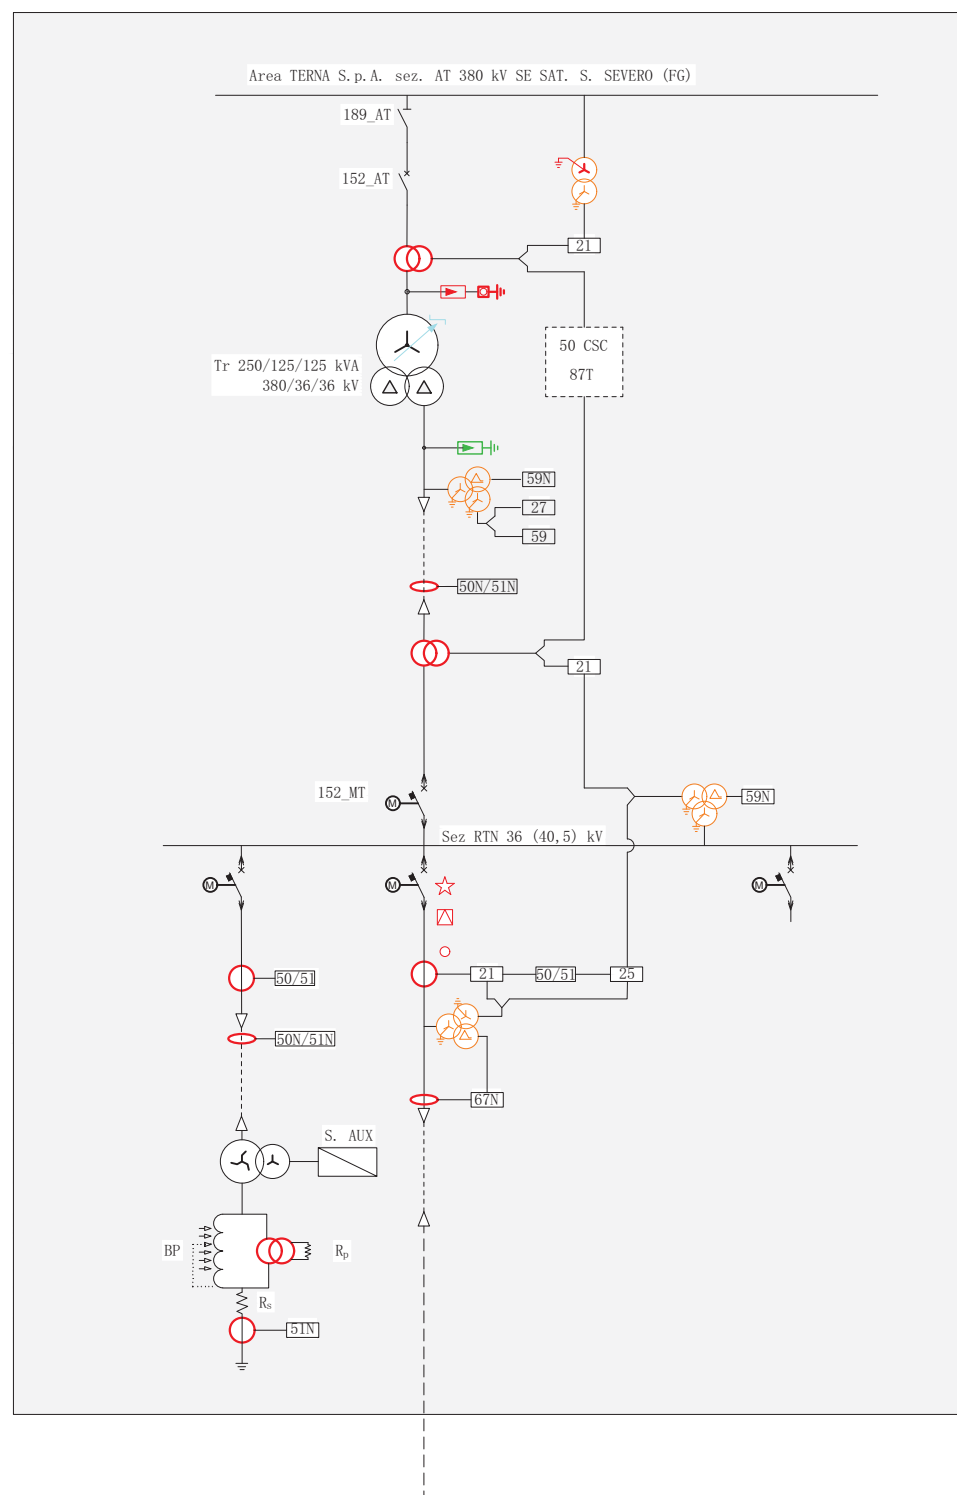 Area TERNA S.p.A. sez. AT 380 kV SE SAT. S. SEVERO (FG)
189_AT
152_AT
21
50 CSC
87T
Tr 250/125/125 kVA
380/36/36 kV
59N
27
59
50N/51N
21
152_MT
M
59N
Sez RTN 36 (40,5) kV
M
M
M
50/51
21
50/51
25
50N/51N
67N
S. AUX
BP
Rp
Rs
51N